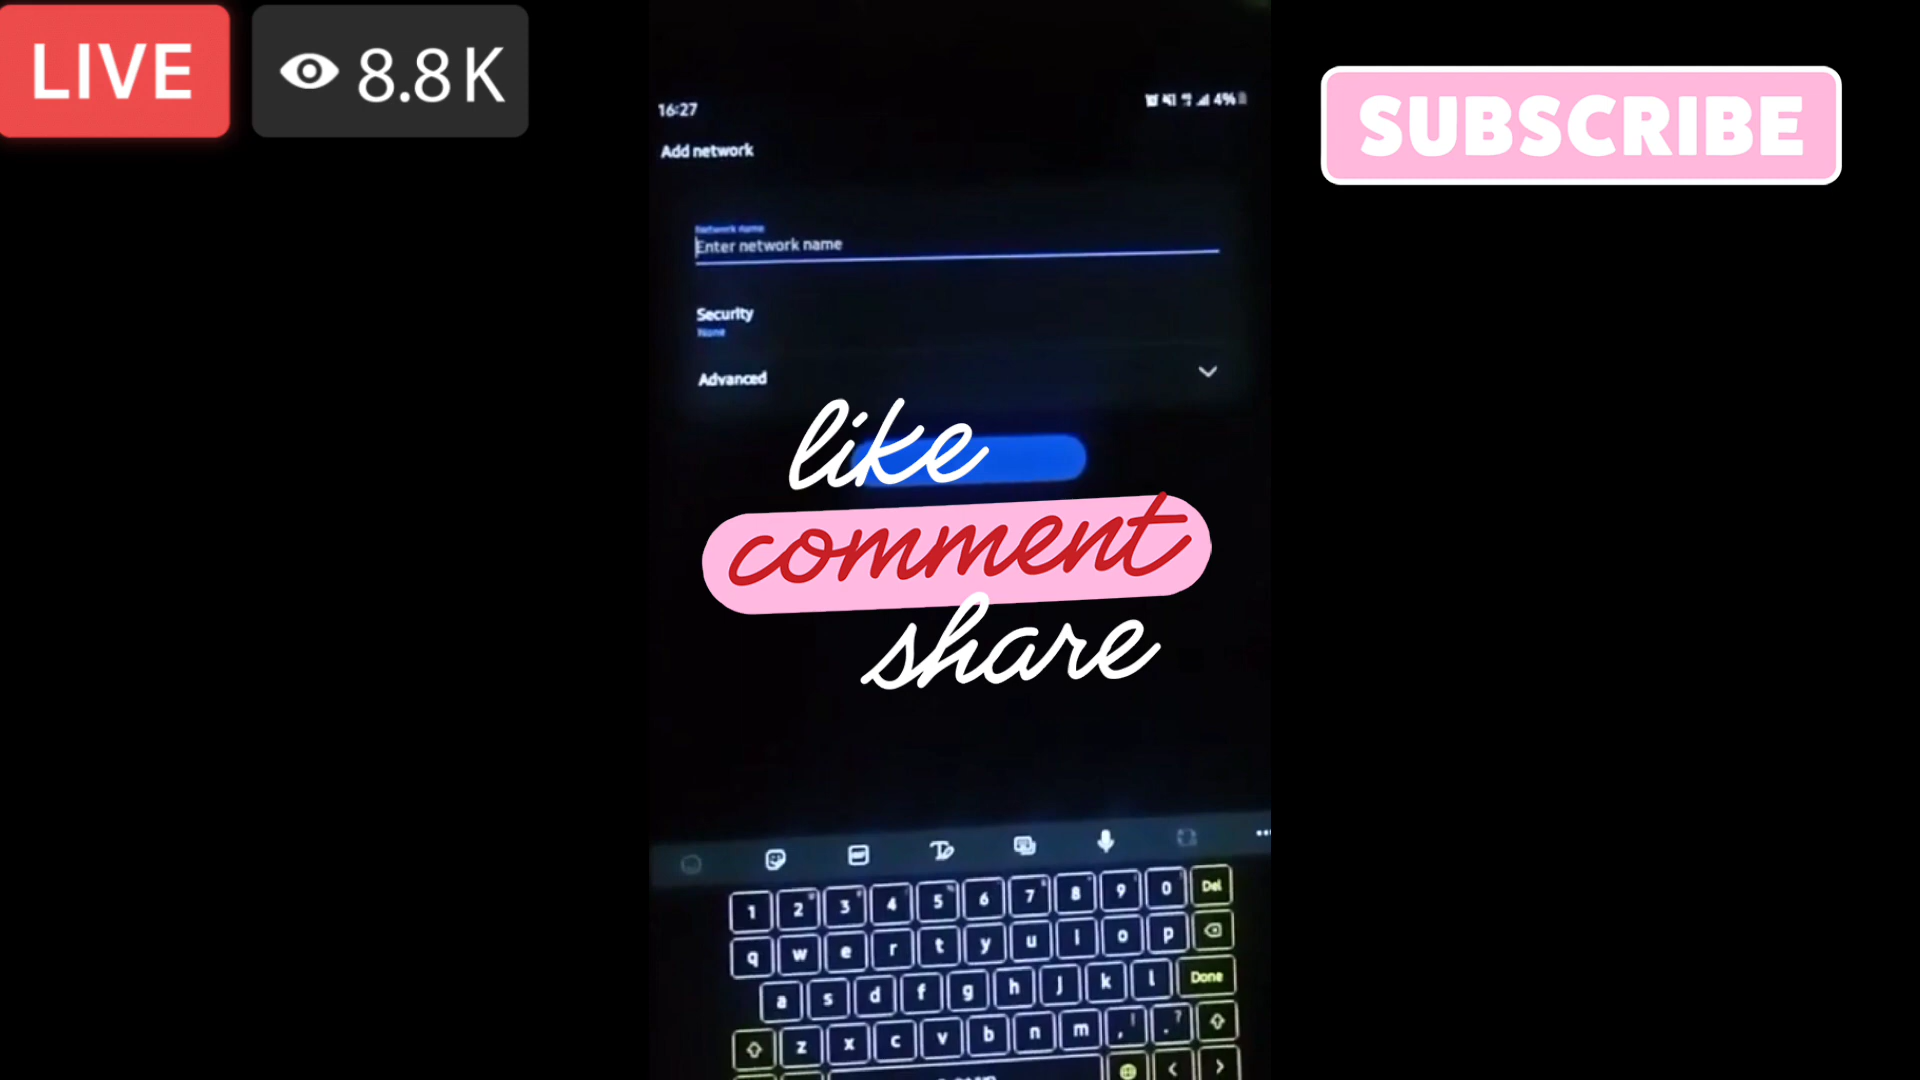 LIVE
8.8K
SUBSCRIBE
16:27
4%
Add network
Network name
Enter network name
Security
None
Advanced
like
comment
share
1 2 3 4 5 6 7 8 9 0 Del
q w e r t y u i o p
a s d f g h j k l Done
z x c v b n m , ! . ?